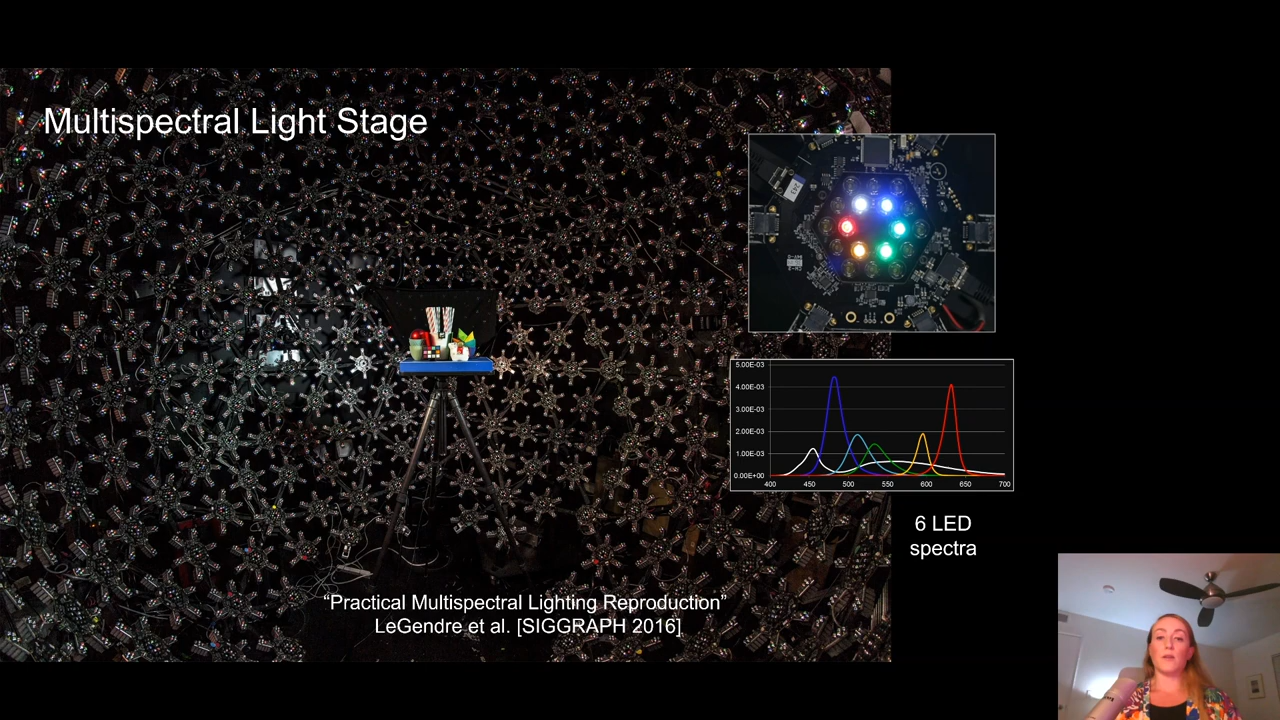 Multispectral Light Stage
5.00E-03
4.00E-03
3.00E-03
2.00E-03
1.00E-03
0.00E+00
400 450 500 550 600 650 700
6 LED
spectra
“Practical Multispectral Lighting Reproduction”
LeGendre et al. [SIGGRAPH 2016]